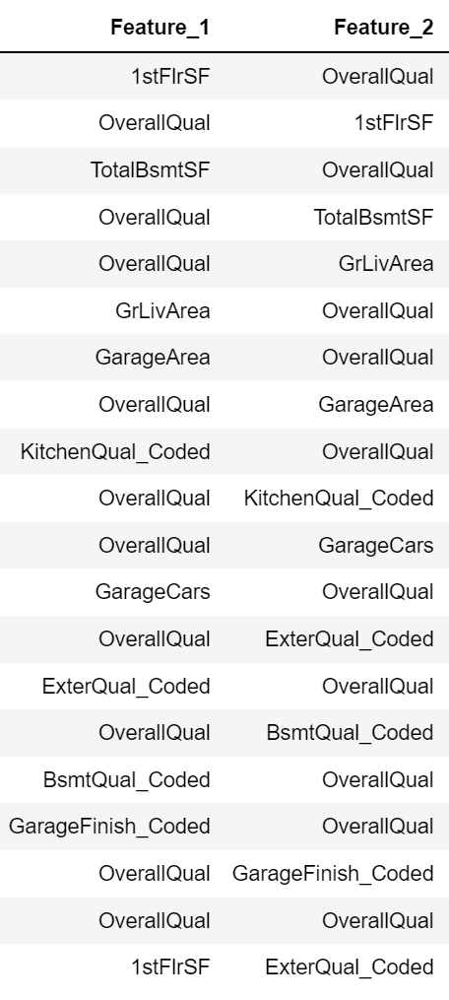 Feature_1 Feature_2
1stFlrSF OverallQual
OverallQual 1stFlrSF
TotalBsmtSF OverallQual
OverallQual TotalBsmtSF
OverallQual GrLivArea
GrLivArea OverallQual
GarageArea OverallQual
OverallQual GarageArea
KitchenQual_Coded OverallQual
OverallQual KitchenQual_Coded
OverallQual GarageCars
GarageCars OverallQual
OverallQual ExterQual_Coded
ExterQual_Coded OverallQual
OverallQual BsmtQual_Coded
BsmtQual_Coded OverallQual
GarageFinish_Coded OverallQual
OverallQual GarageFinish_Coded
OverallQual OverallQual
1stFlrSF ExterQual_Coded